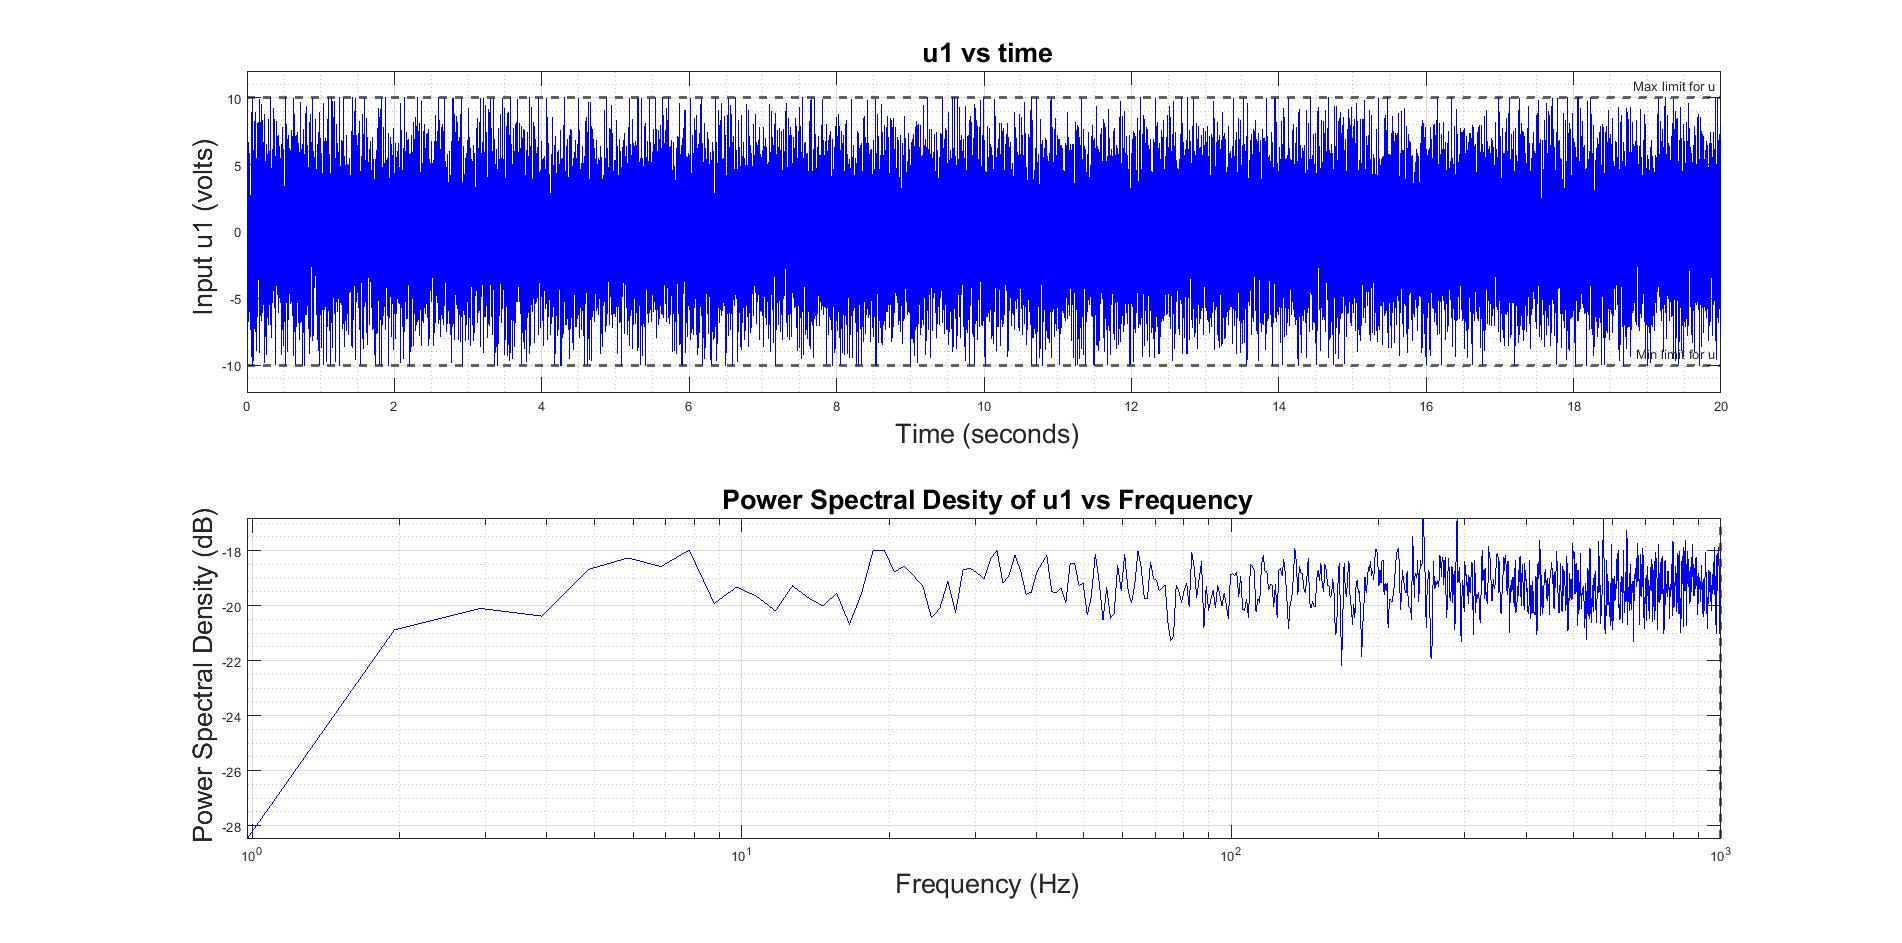 u1 vs time
Max limit for u
10
5
0
-5
-10
Min limit for u
Input u1 (volts)
0 2 4 6 8 10 12 14 16 18 20
Time (seconds)
Power Spectral Desity of u1 vs Frequency
-18
-20
-22
-24
-26
-28
Power Spectral Density (dB)
10^0 10^1 10^2 10^3
Frequency (Hz)